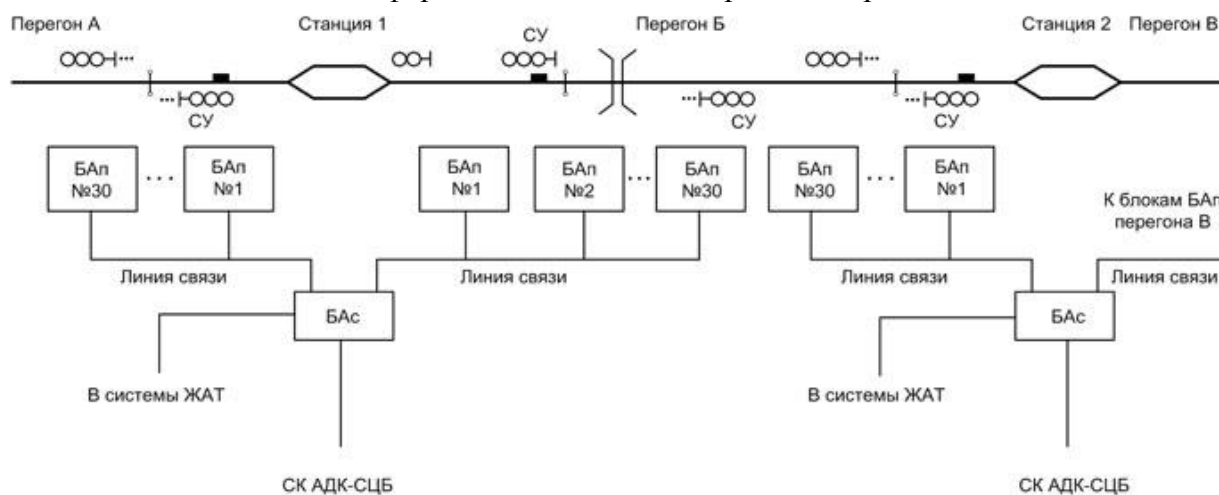 Перегон А
Станция 1
СУ
Перегон Б
Станция 2
Перегон В
СУ
СУ
СУ
БАп
№30
...
БАп
№1
БАп
№1
БАп
№2
...
БАп
№30
БАп
№30
...
БАп
№1
К блокам БАп
перегона В
Линия связи
Линия связи
Линия связи
Линия связи
БАс
БАс
В системы ЖАТ
В системы ЖАТ
СК АДК-СЦБ
СК АДК-СЦБ